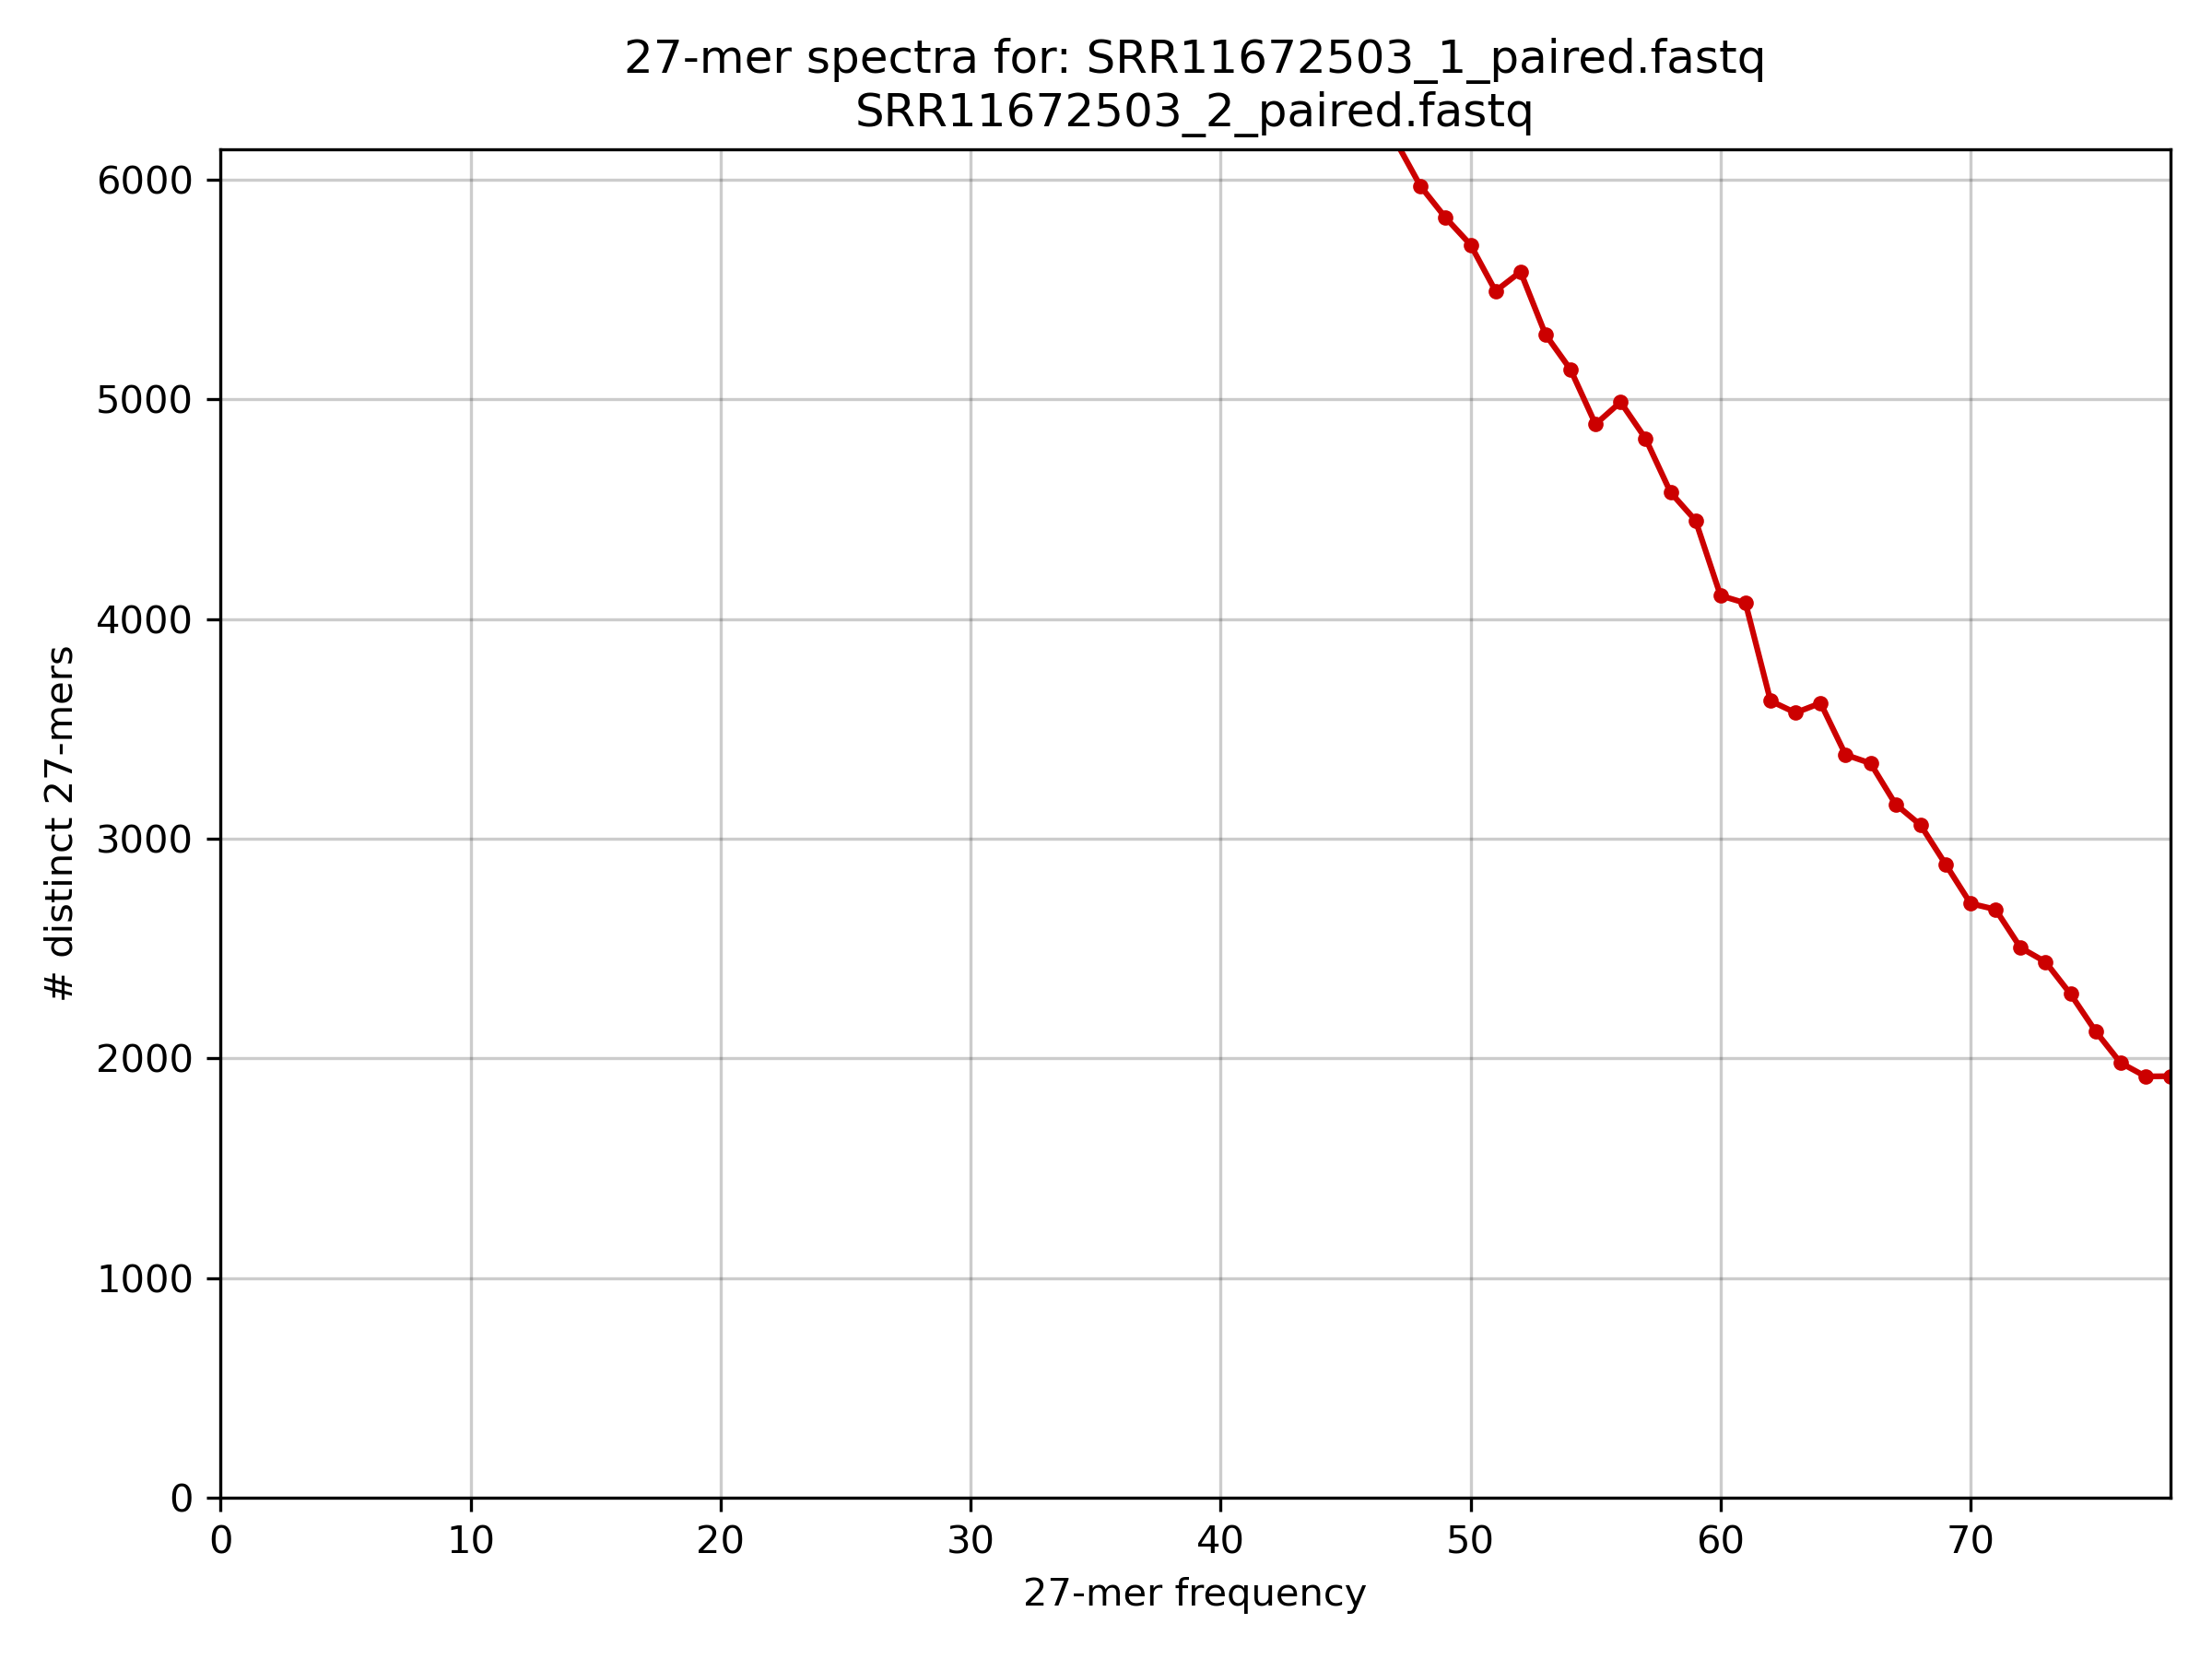 27-mer spectra for: SRR11672503_1_paired.fastq
SRR11672503_2_paired.fastq
6000
5000
4000
3000
2000
1000
0
# distinct 27-mers
0 10 20 30 40 50 60 70
27-mer frequency